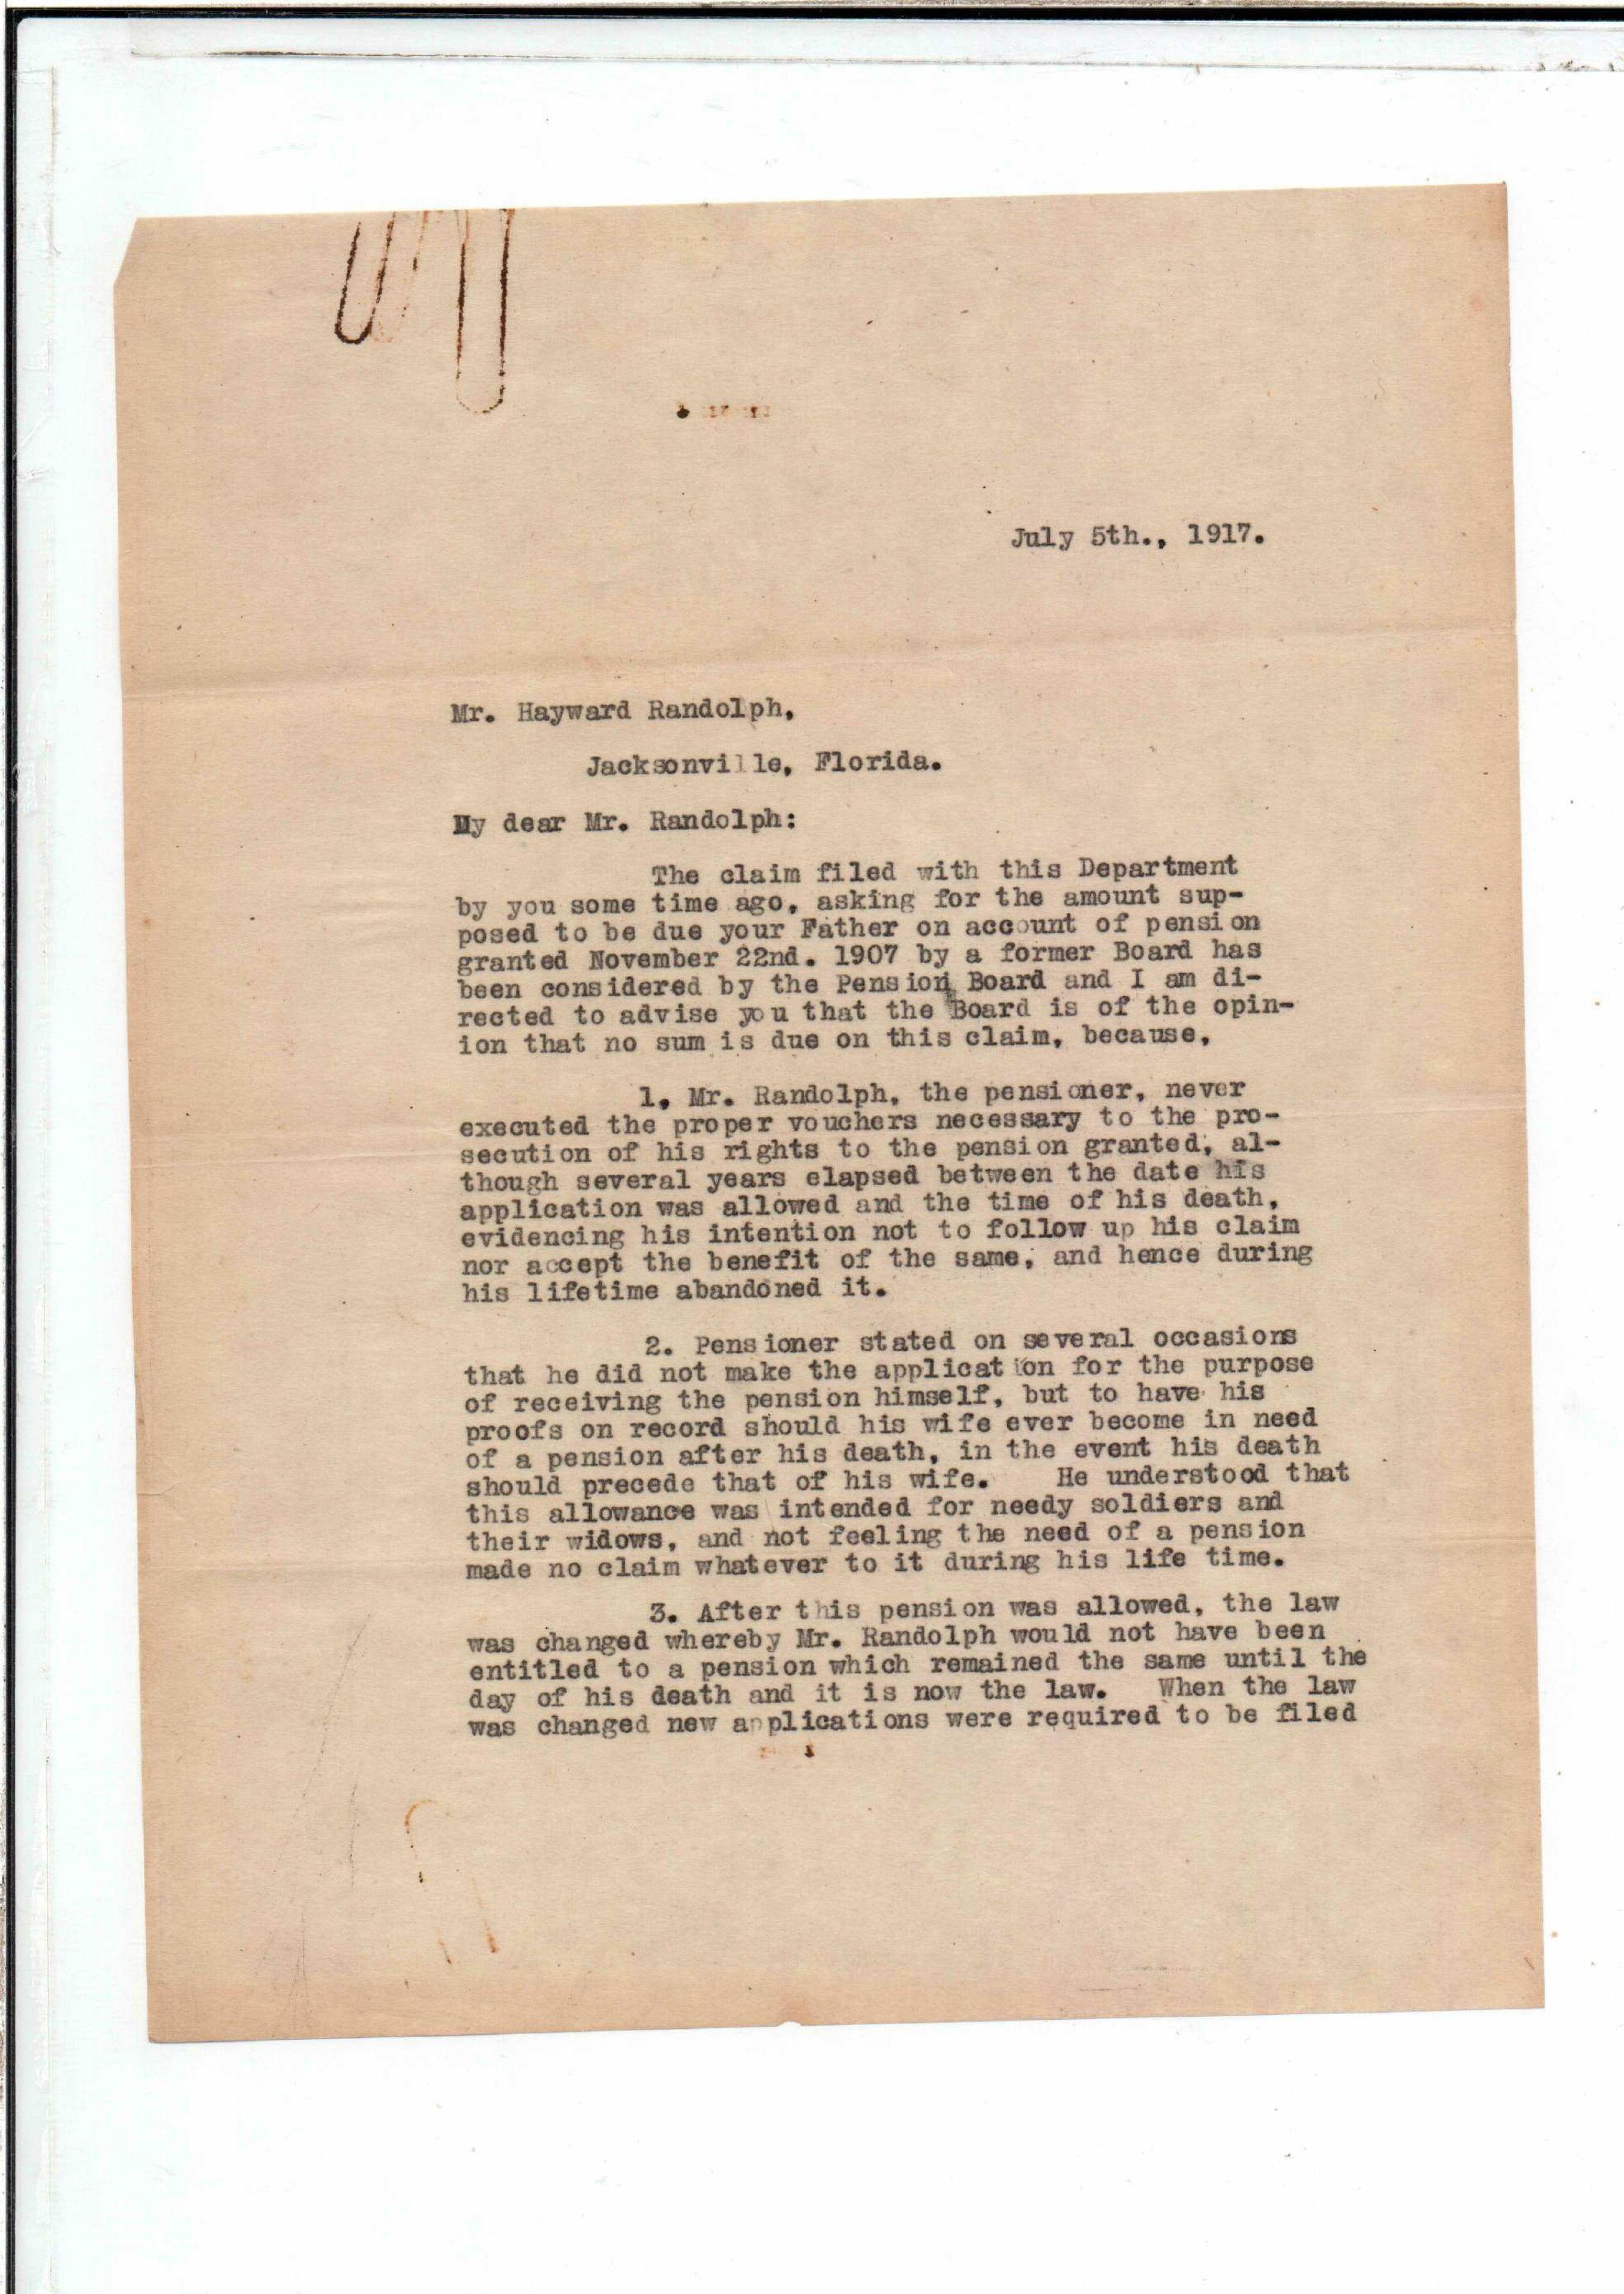 July 5th., 1917.
Mr. Hayward Randolph,
Jacksonville, Florida.
My dear Mr. Randolph:
The claim filed with this Department
by you some time ago, asking for the amount sup-
posed to be due your Father on account of pension
granted November 22nd. 1907 by a former Board has
been considered by the Pension Board and I am di-
rected to advise you that the Board is of the opin-
ion that no sum is due on this claim, because,
1. Mr. Randolph, the pensioner, never
executed the proper vouchers necessary to the pro-
secution of his rights to the pension granted, al-
though several years elapsed between the date his
application was allowed and the time of his death,
evidencing his intention not to follow up his claim
nor accept the benefit of the same, and hence during
his lifetime abandoned it.
2. Pensioner stated on several occasions
that he did not make the application for the purpose
of receiving the pension himself, but to have his
proofs on record should his wife ever become in need
of a pension after his death, in the event his death
should precede that of his wife. He understood that
this allowance was intended for needy soldiers and
their widows, and not feeling the need of a pension
made no claim whatever to it during his life time.
3. After this pension was allowed, the law
was changed whereby Mr. Randolph would not have been
entitled to a pension which remained the same until the
day of his death and it is now the law. When the law
was changed new applications were required to be filed